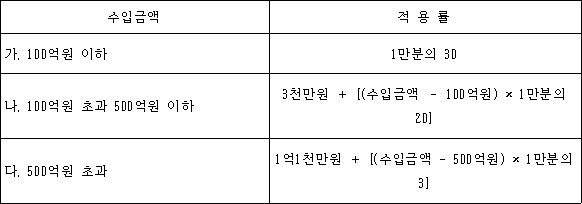 수입금액
적 용 률
가. 100억원 이하
1만분의 30
나. 100억원 초과 500억원 이하
3천만원 + [(수입금액 - 100억원) × 1만분의
20]
다. 500억원 초과
1억1천만원 + [(수입금액 - 500억원) × 1만분의
3]